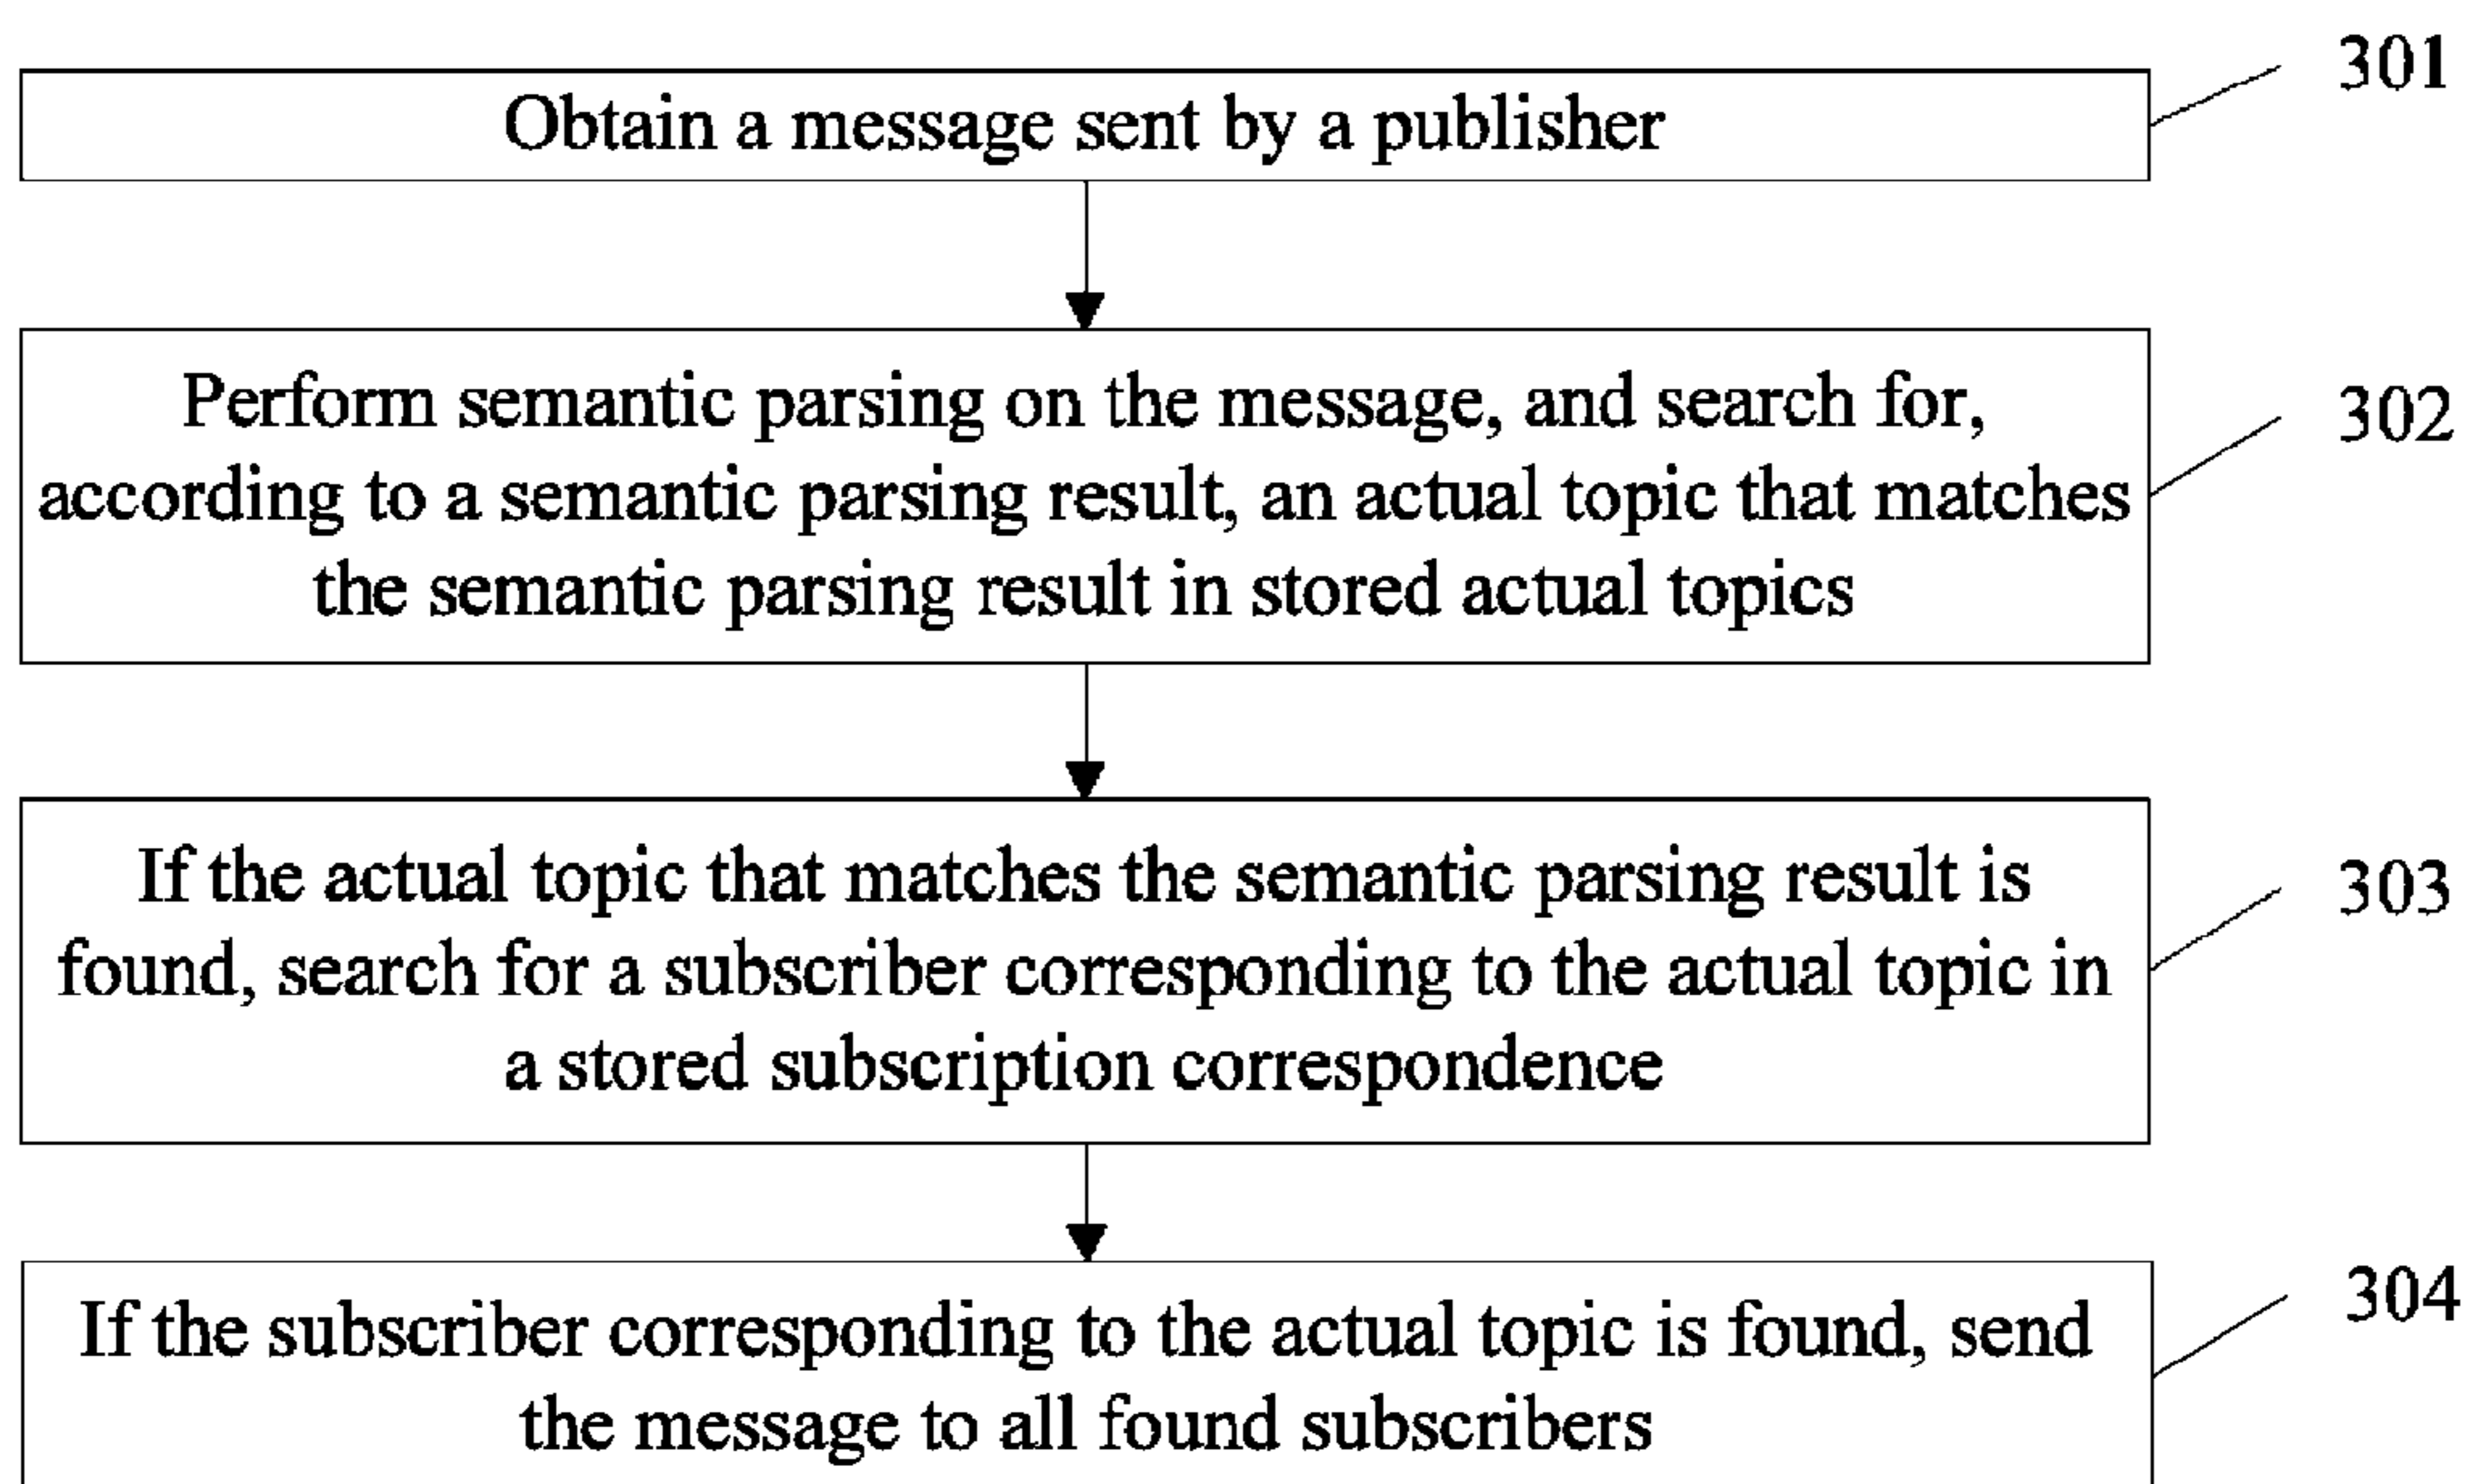 301
Obtain a message sent by a publisher
Perform semantic parsing on the message, and search for,
302
according to a semantic parsing result, an actual topic that matches
the semantic parsing result in stored actual topics
If the actual topic that matches the semantic parsing result is
303
found, search for a subscriber corresponding to the actual topic in
a stored subscription correspondence
304
If the subscriber corresponding to the actual topic is found, send
the message to all found subscribers